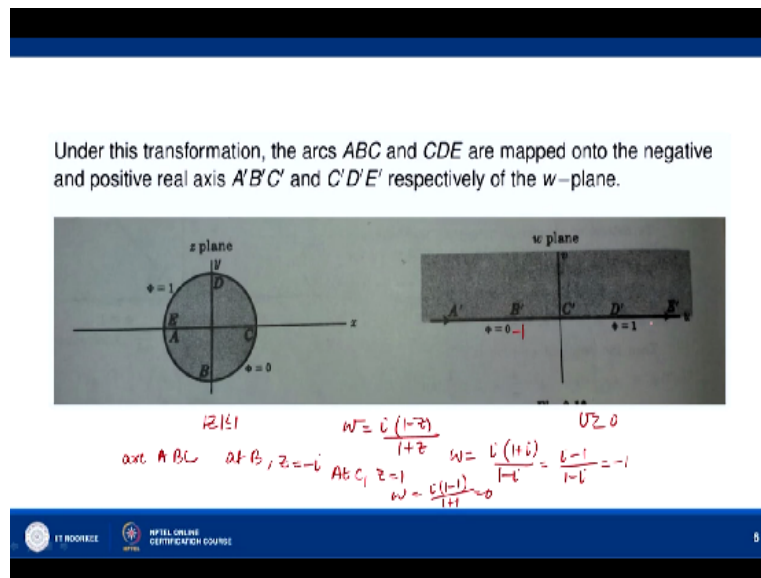 Under this transformation, the arcs ABC and CDE are mapped onto the negative
and positive real axis A'B'C' and C'D'E' respectively of the w-plane.
z plane
w plane
y
v
D
Φ = 1
E
x
A
C
B
Φ = 0
A' B' C' D' E'
Φ = 0 -1
Φ = 1
|z|≤1
w = i(1-z)/1+z
v≥0
arc ABC at B, z=-i
At C, z=1
w = i(1+i)/1-i = i-1/1-i = -1
w = i(1-1)/1+1 = 0
IT ROORKEE
NPTEL ONLINE
CERTIFICATION COURSE